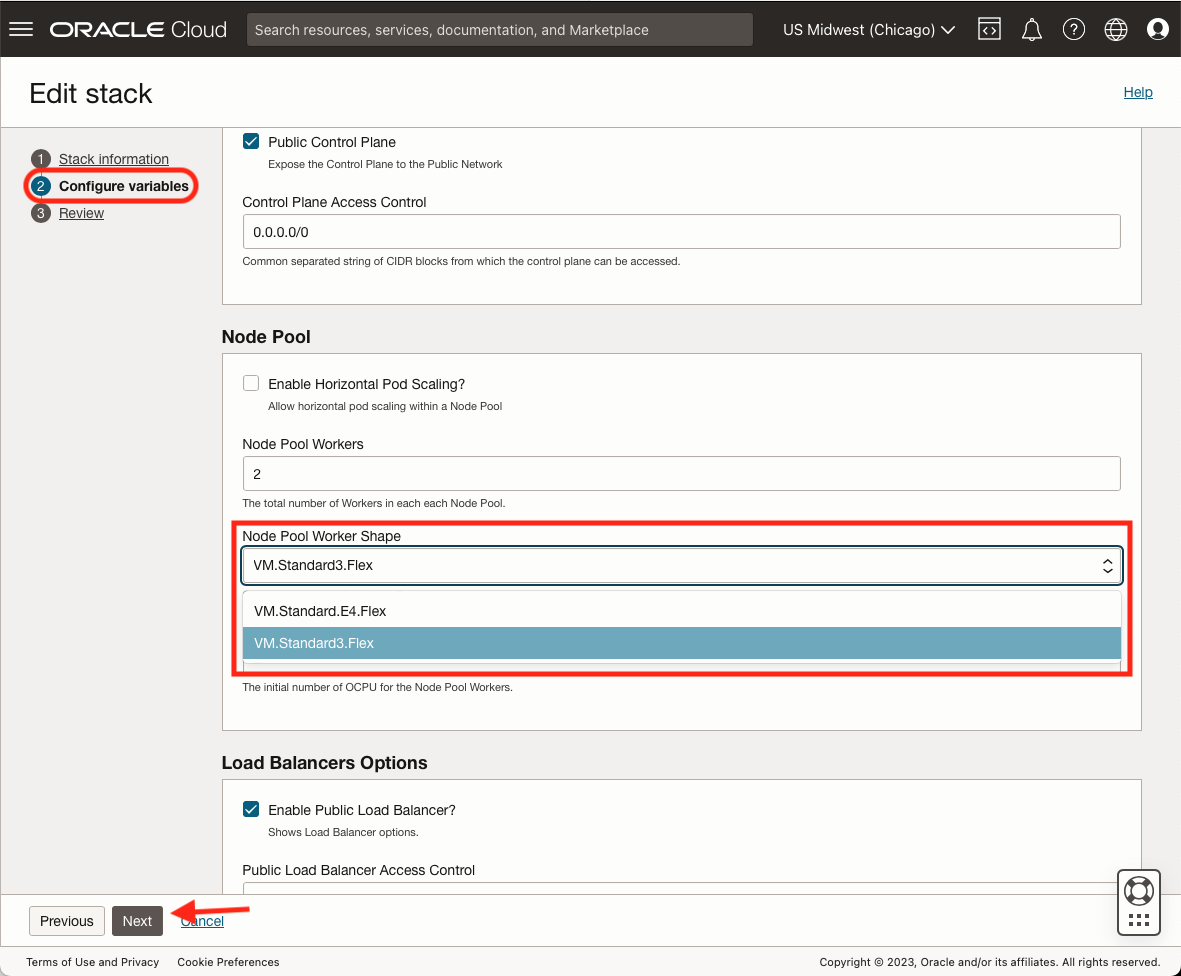 ORACLE Cloud
Search resources, services, documentation, and Marketplace
US Midwest (Chicago)
Edit stack
Help
1 Stack information
2 Configure variables
3 Review
Public Control Plane
Expose the Control Plane to the Public Network
Control Plane Access Control
0.0.0.0/0
Common separated string of CIDR blocks from which the control plane can be accessed.
Node Pool
Enable Horizontal Pod Scaling?
Allow horizontal pod scaling within a Node Pool
Node Pool Workers
2
The total number of Workers in each each Node Pool.
Node Pool Worker Shape
VM.Standard3.Flex
VM.Standard.E4.Flex
VM.Standard3.Flex
The initial number of OCPU for the Node Pool Workers.
Load Balancers Options
Enable Public Load Balancer?
Shows Load Balancer options.
Public Load Balancer Access Control
Previous Next Cancel
Terms of Use and Privacy Cookie Preferences Copyright © 2023, Oracle and/or its affiliates. All rights reserved.